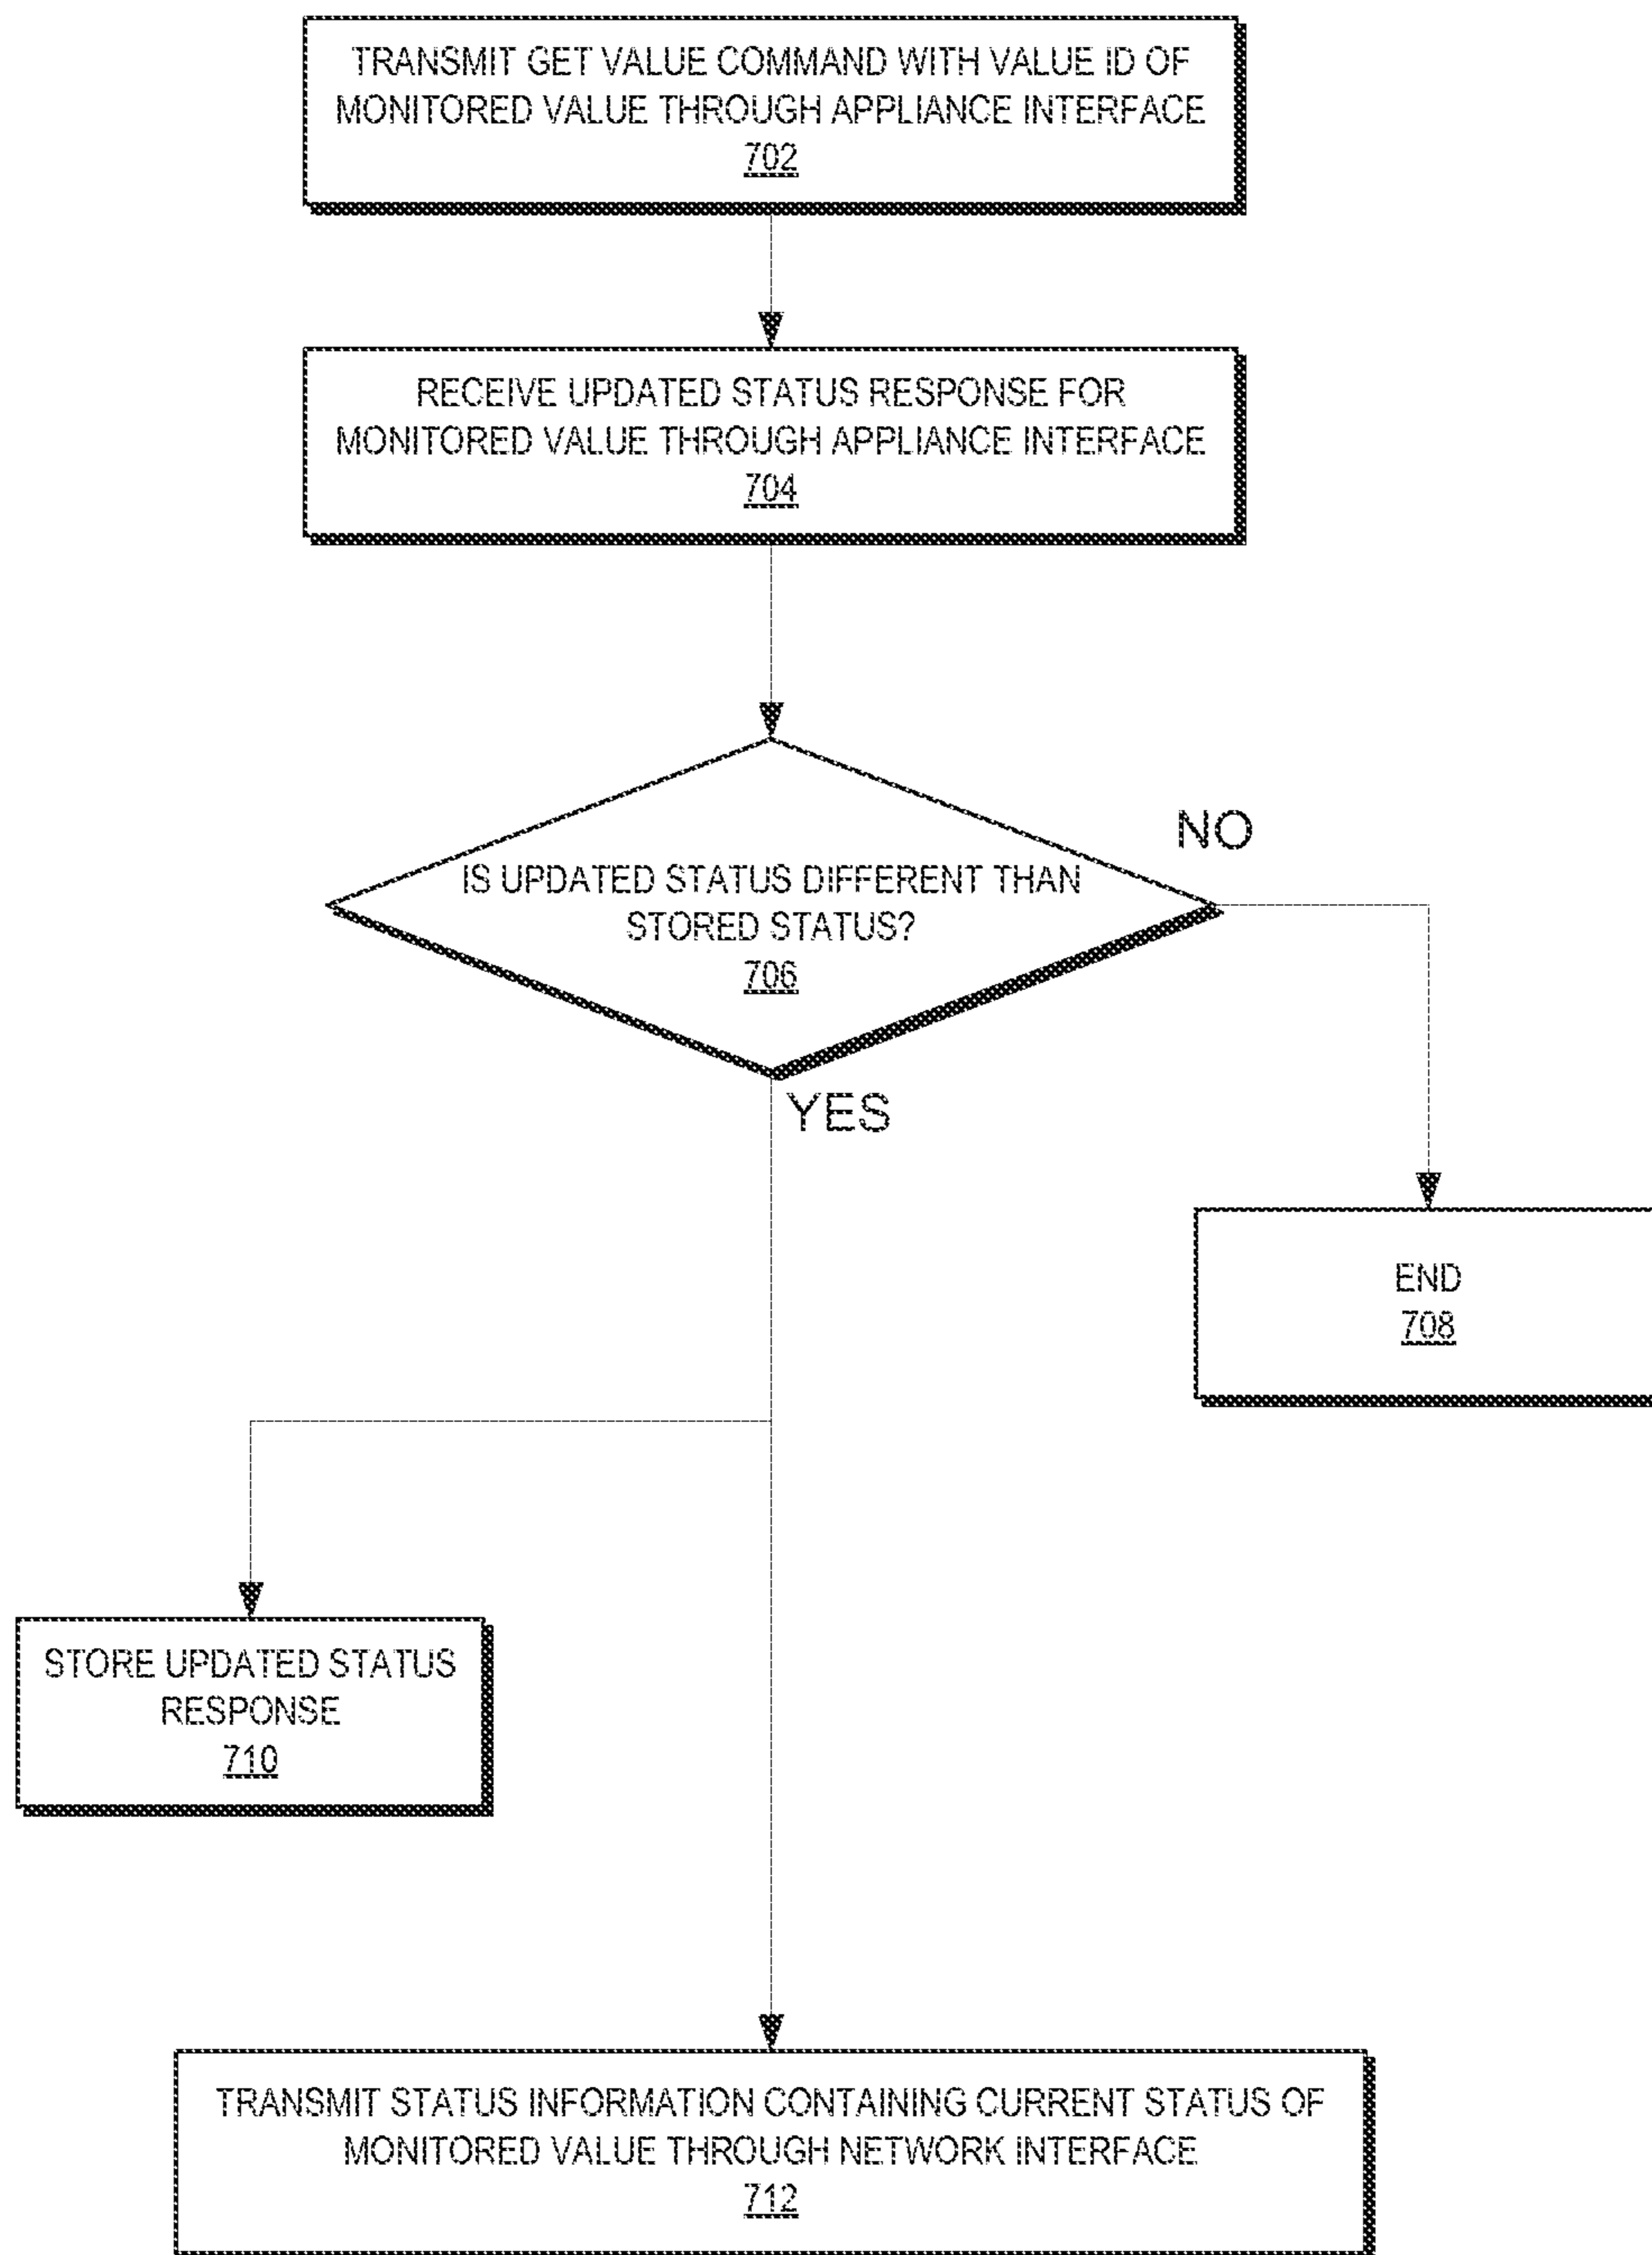 TRANSMIT GET VALUE COMMAND WITH VALUE ID OF
MONITORED VALUE THROUGH APPLIANCE INTERFACE
702
RECEIVE UPDATED STATUS RESPONSE FOR
MONITORED VALUE THROUGH APPLIANCE INTERFACE
704
NO
IS UPDATED STATUS DIFFERENT THAN
STORED STATUS?
706
YES
END
708
STORE UPDATED STATUS
RESPONSE
710
TRANSMIT STATUS INFORMATION CONTAINING CURRENT STATUS OF
MONITORED VALUE THROUGH NETWORK INTERFACE
712